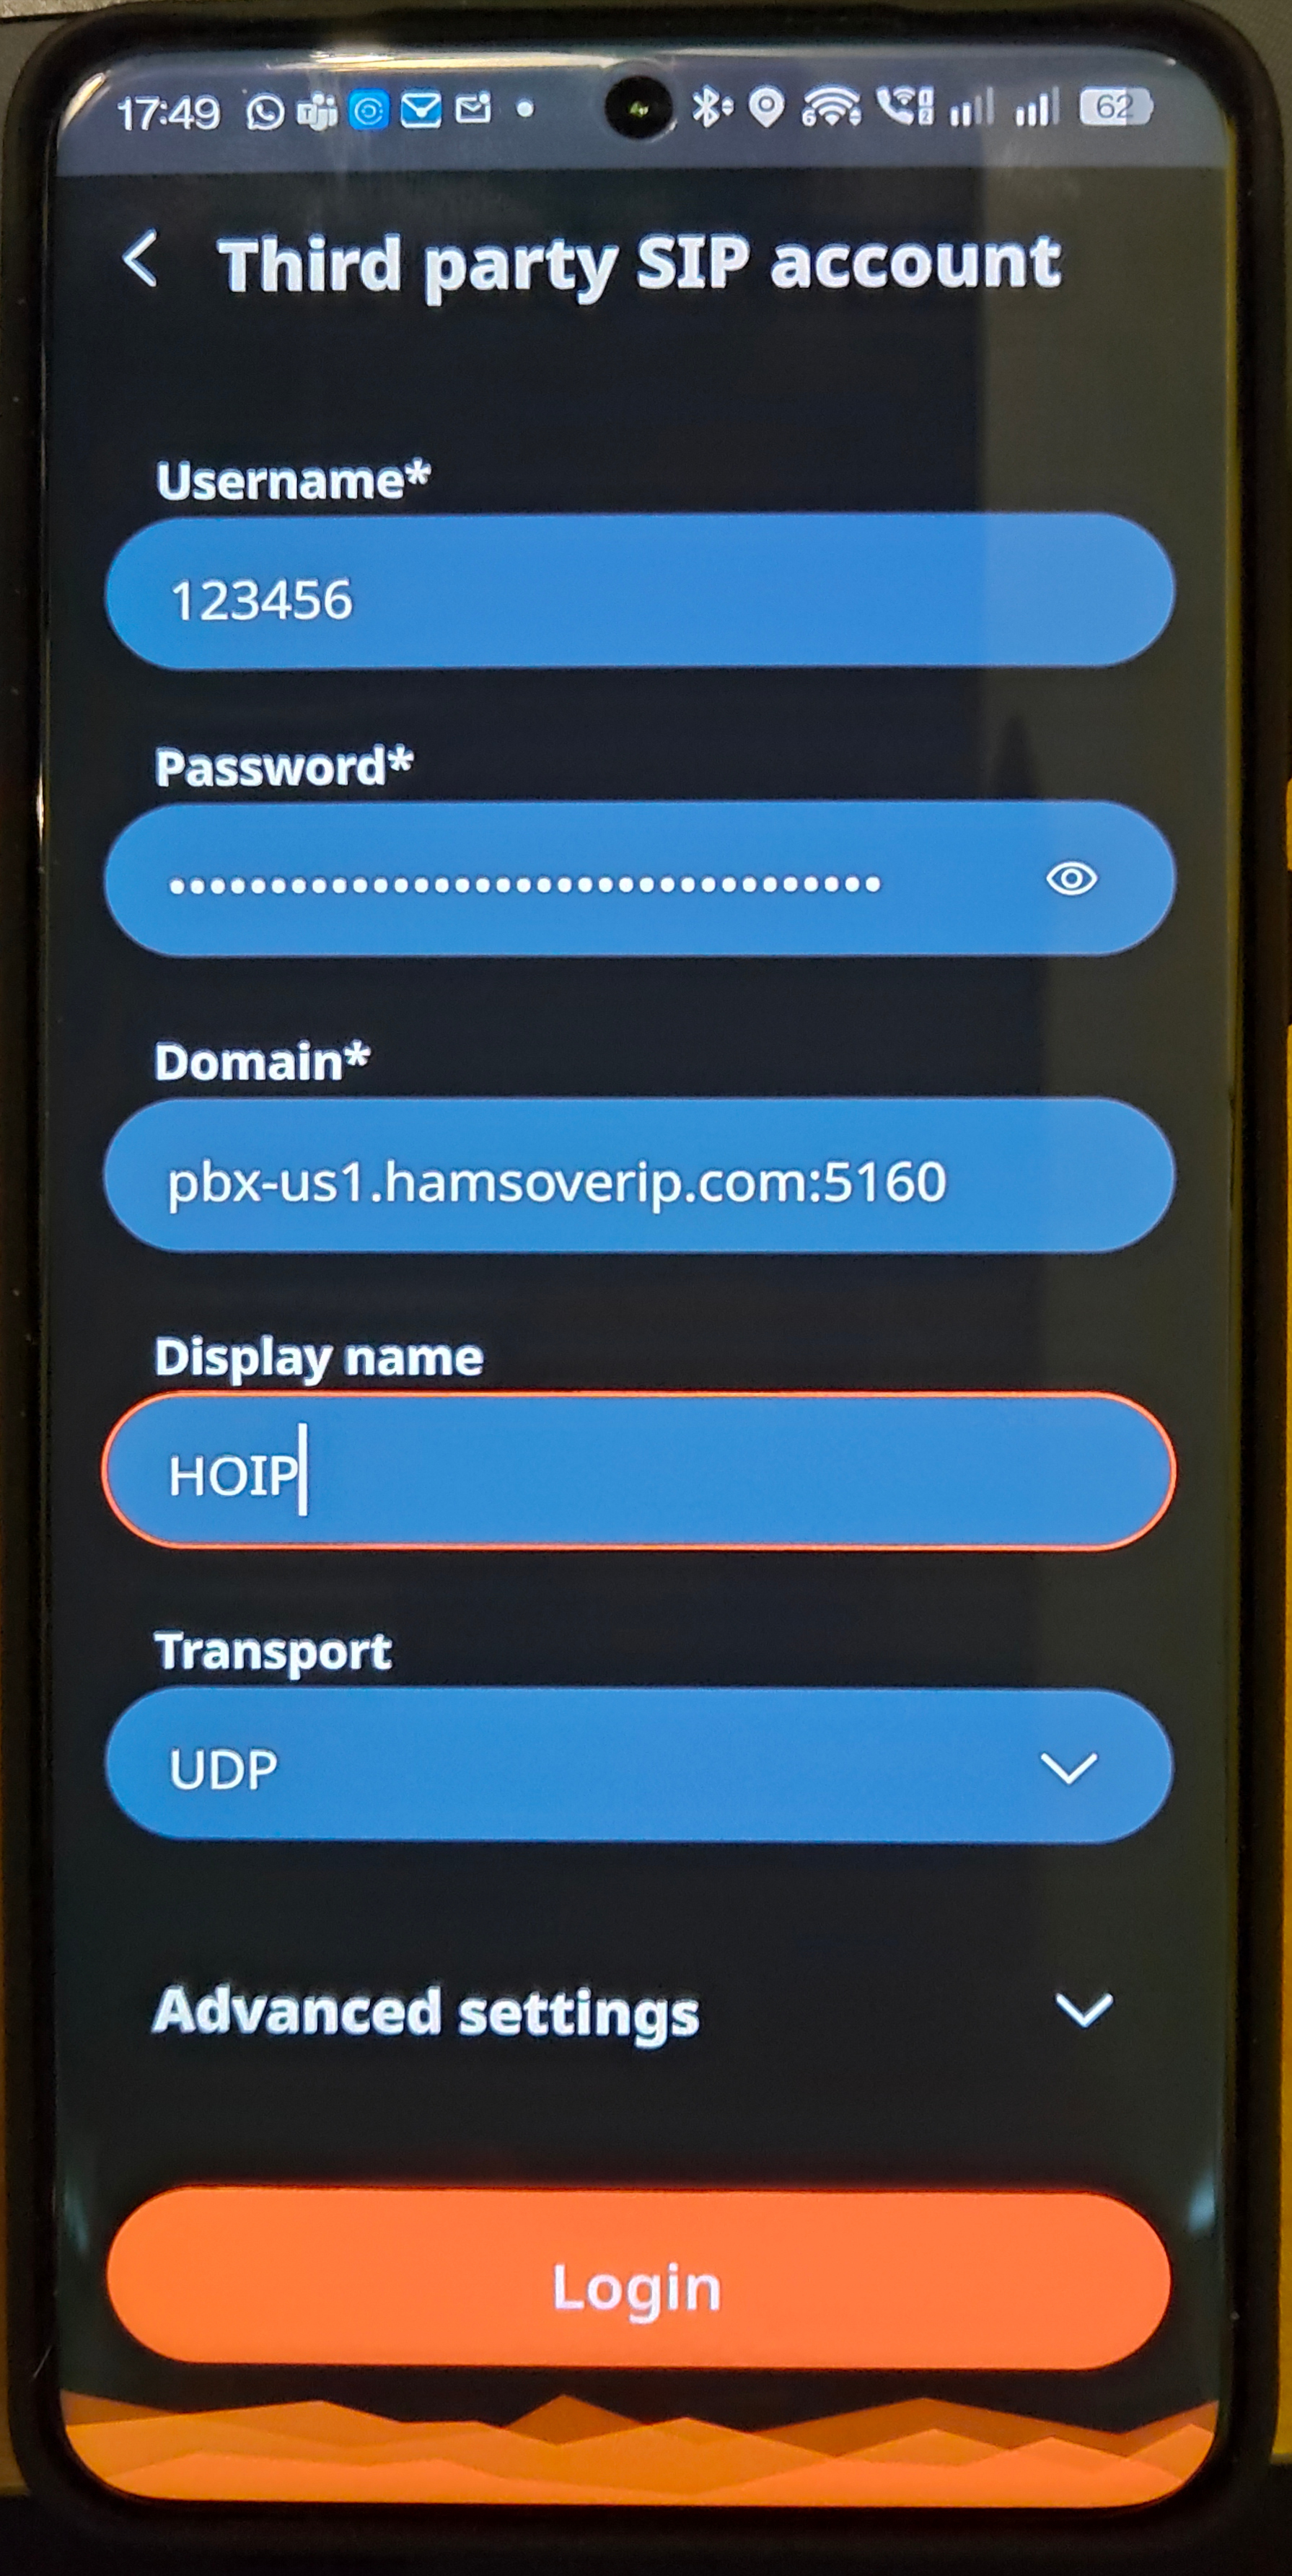 17:49
62
Third party SIP account
Username*
123456
Password*
•••••••••••••••••••••••••••••••••••
Domain*
pbx-us1.hamsoverip.com:5160
Display name
HOIP
Transport
UDP
Advanced settings
Login